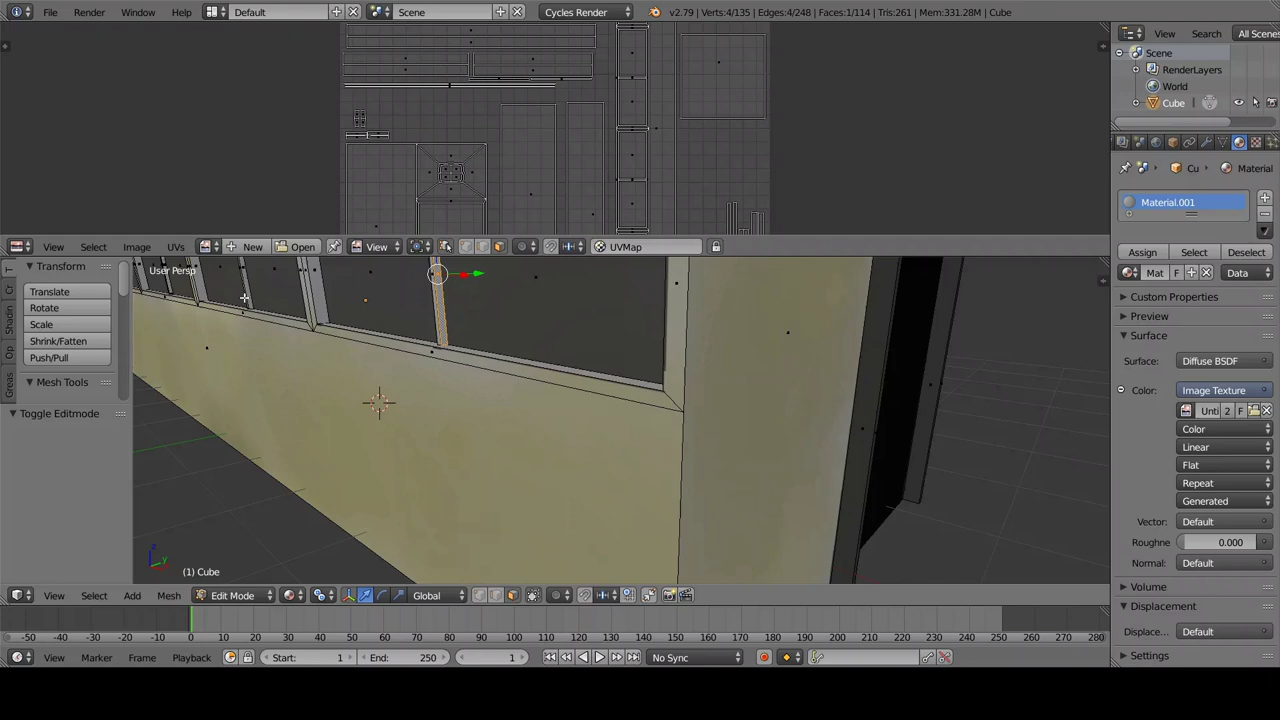 File Render Window Help Default Scene Cycles Render v2.79 | Verts:4/135 | Edges:4/248 | Faces:1/114 | Tris:261 | Mem:331.28M | Cube
View Search All Scenes
Scene
RenderLayers
World
Cube
Cu Material
Material.001
Assign Select Deselect
Mat F Data
Custom Properties
Preview
Surface
Surface: Diffuse BSDF
Color: Image Texture
Unti 2 F
Color
Linear
Flat
Repeat
Generated
Vector: Default
Roughne 0.000
Normal: Default
Volume
Displacement
Displace... Default
Settings
View Select Image UVs New Open View UVMap
Transform
Translate
Rotate
Scale
Shrink/Fatten
Push/Pull
Mesh Tools
Toggle Editmode
T
Cr
Shadin
Op
Greas
User Persp
z
y
(1) Cube
View Select Add Mesh Edit Mode Global
-50 -40 -30 -20 -10 0 10 20 30 40 50 60 70 80 90 100 110 120 130 140 150 160 170 180 190 200 210 220 230 240 250 260 270 280
View Marker Frame Playback Start: 1 End: 250 1 No Sync